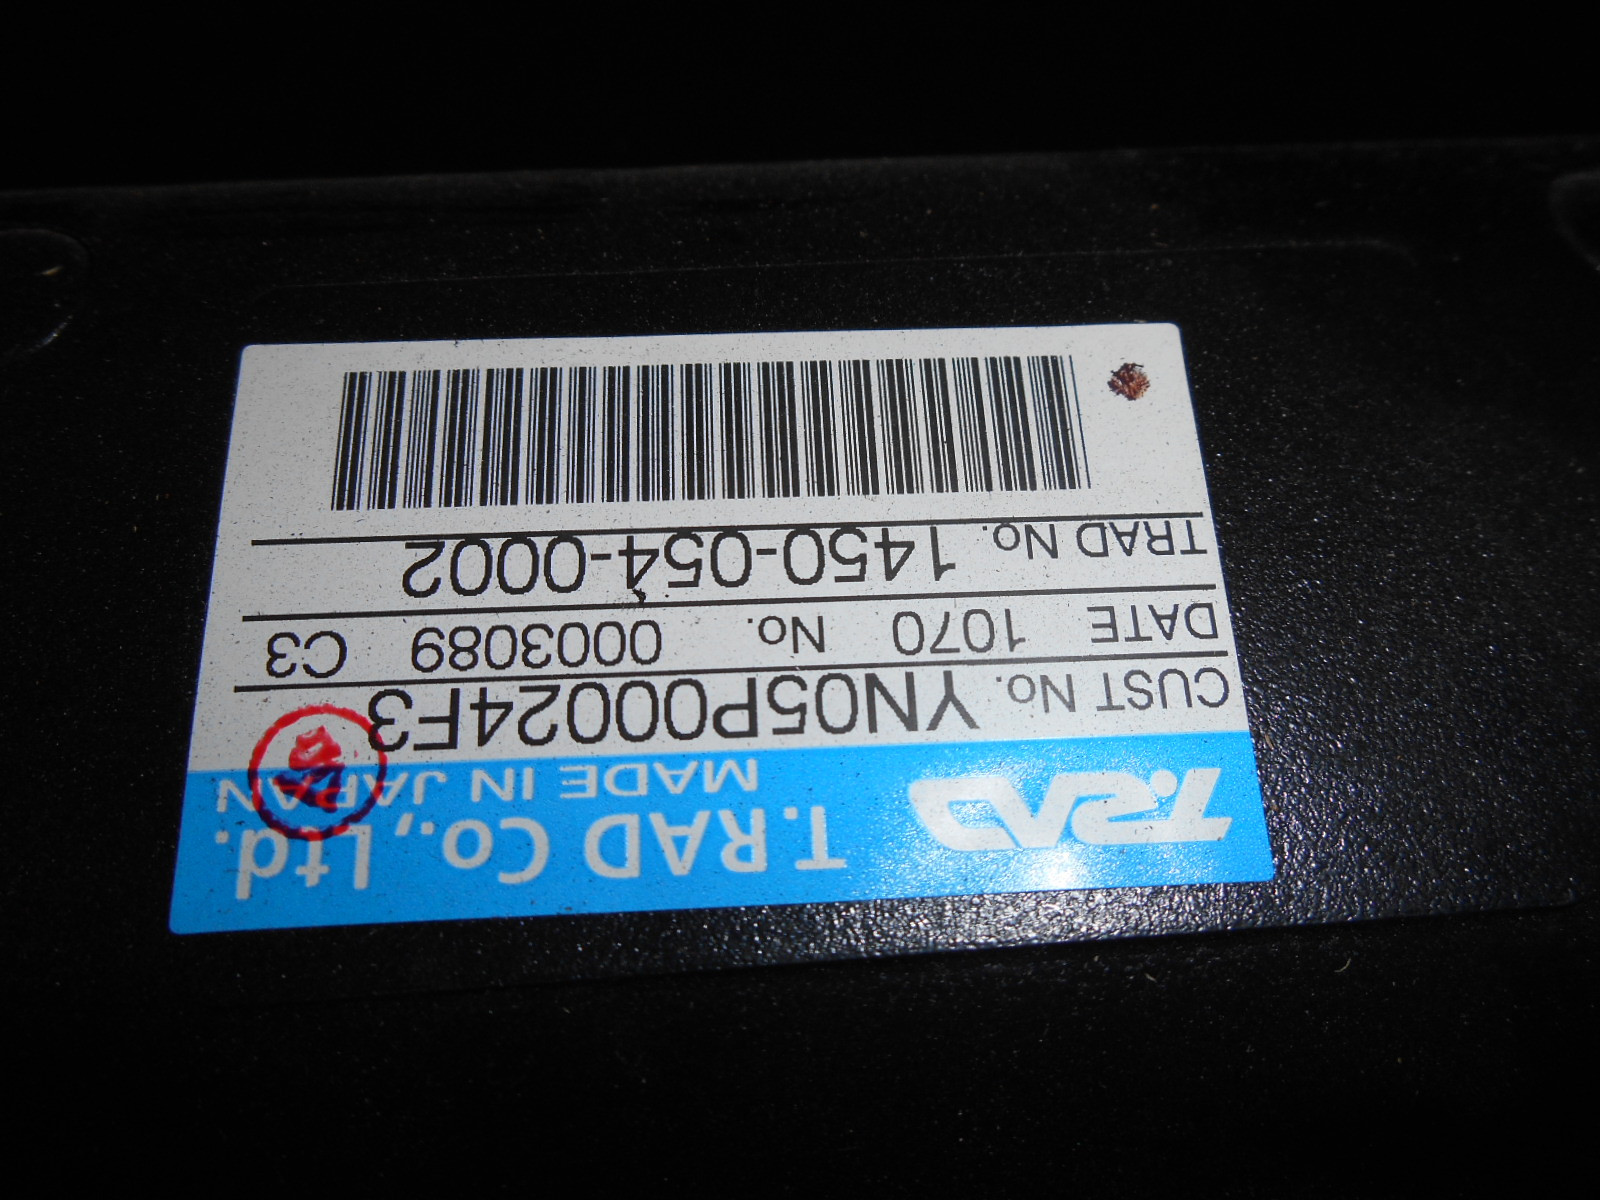 T.RAD T.RAD Co., Ltd.
MADE IN JAPAN
CUST No. YN05P00024F3
DATE 1070 No. 0003089 C3
TRAD No. 1450-054-0002